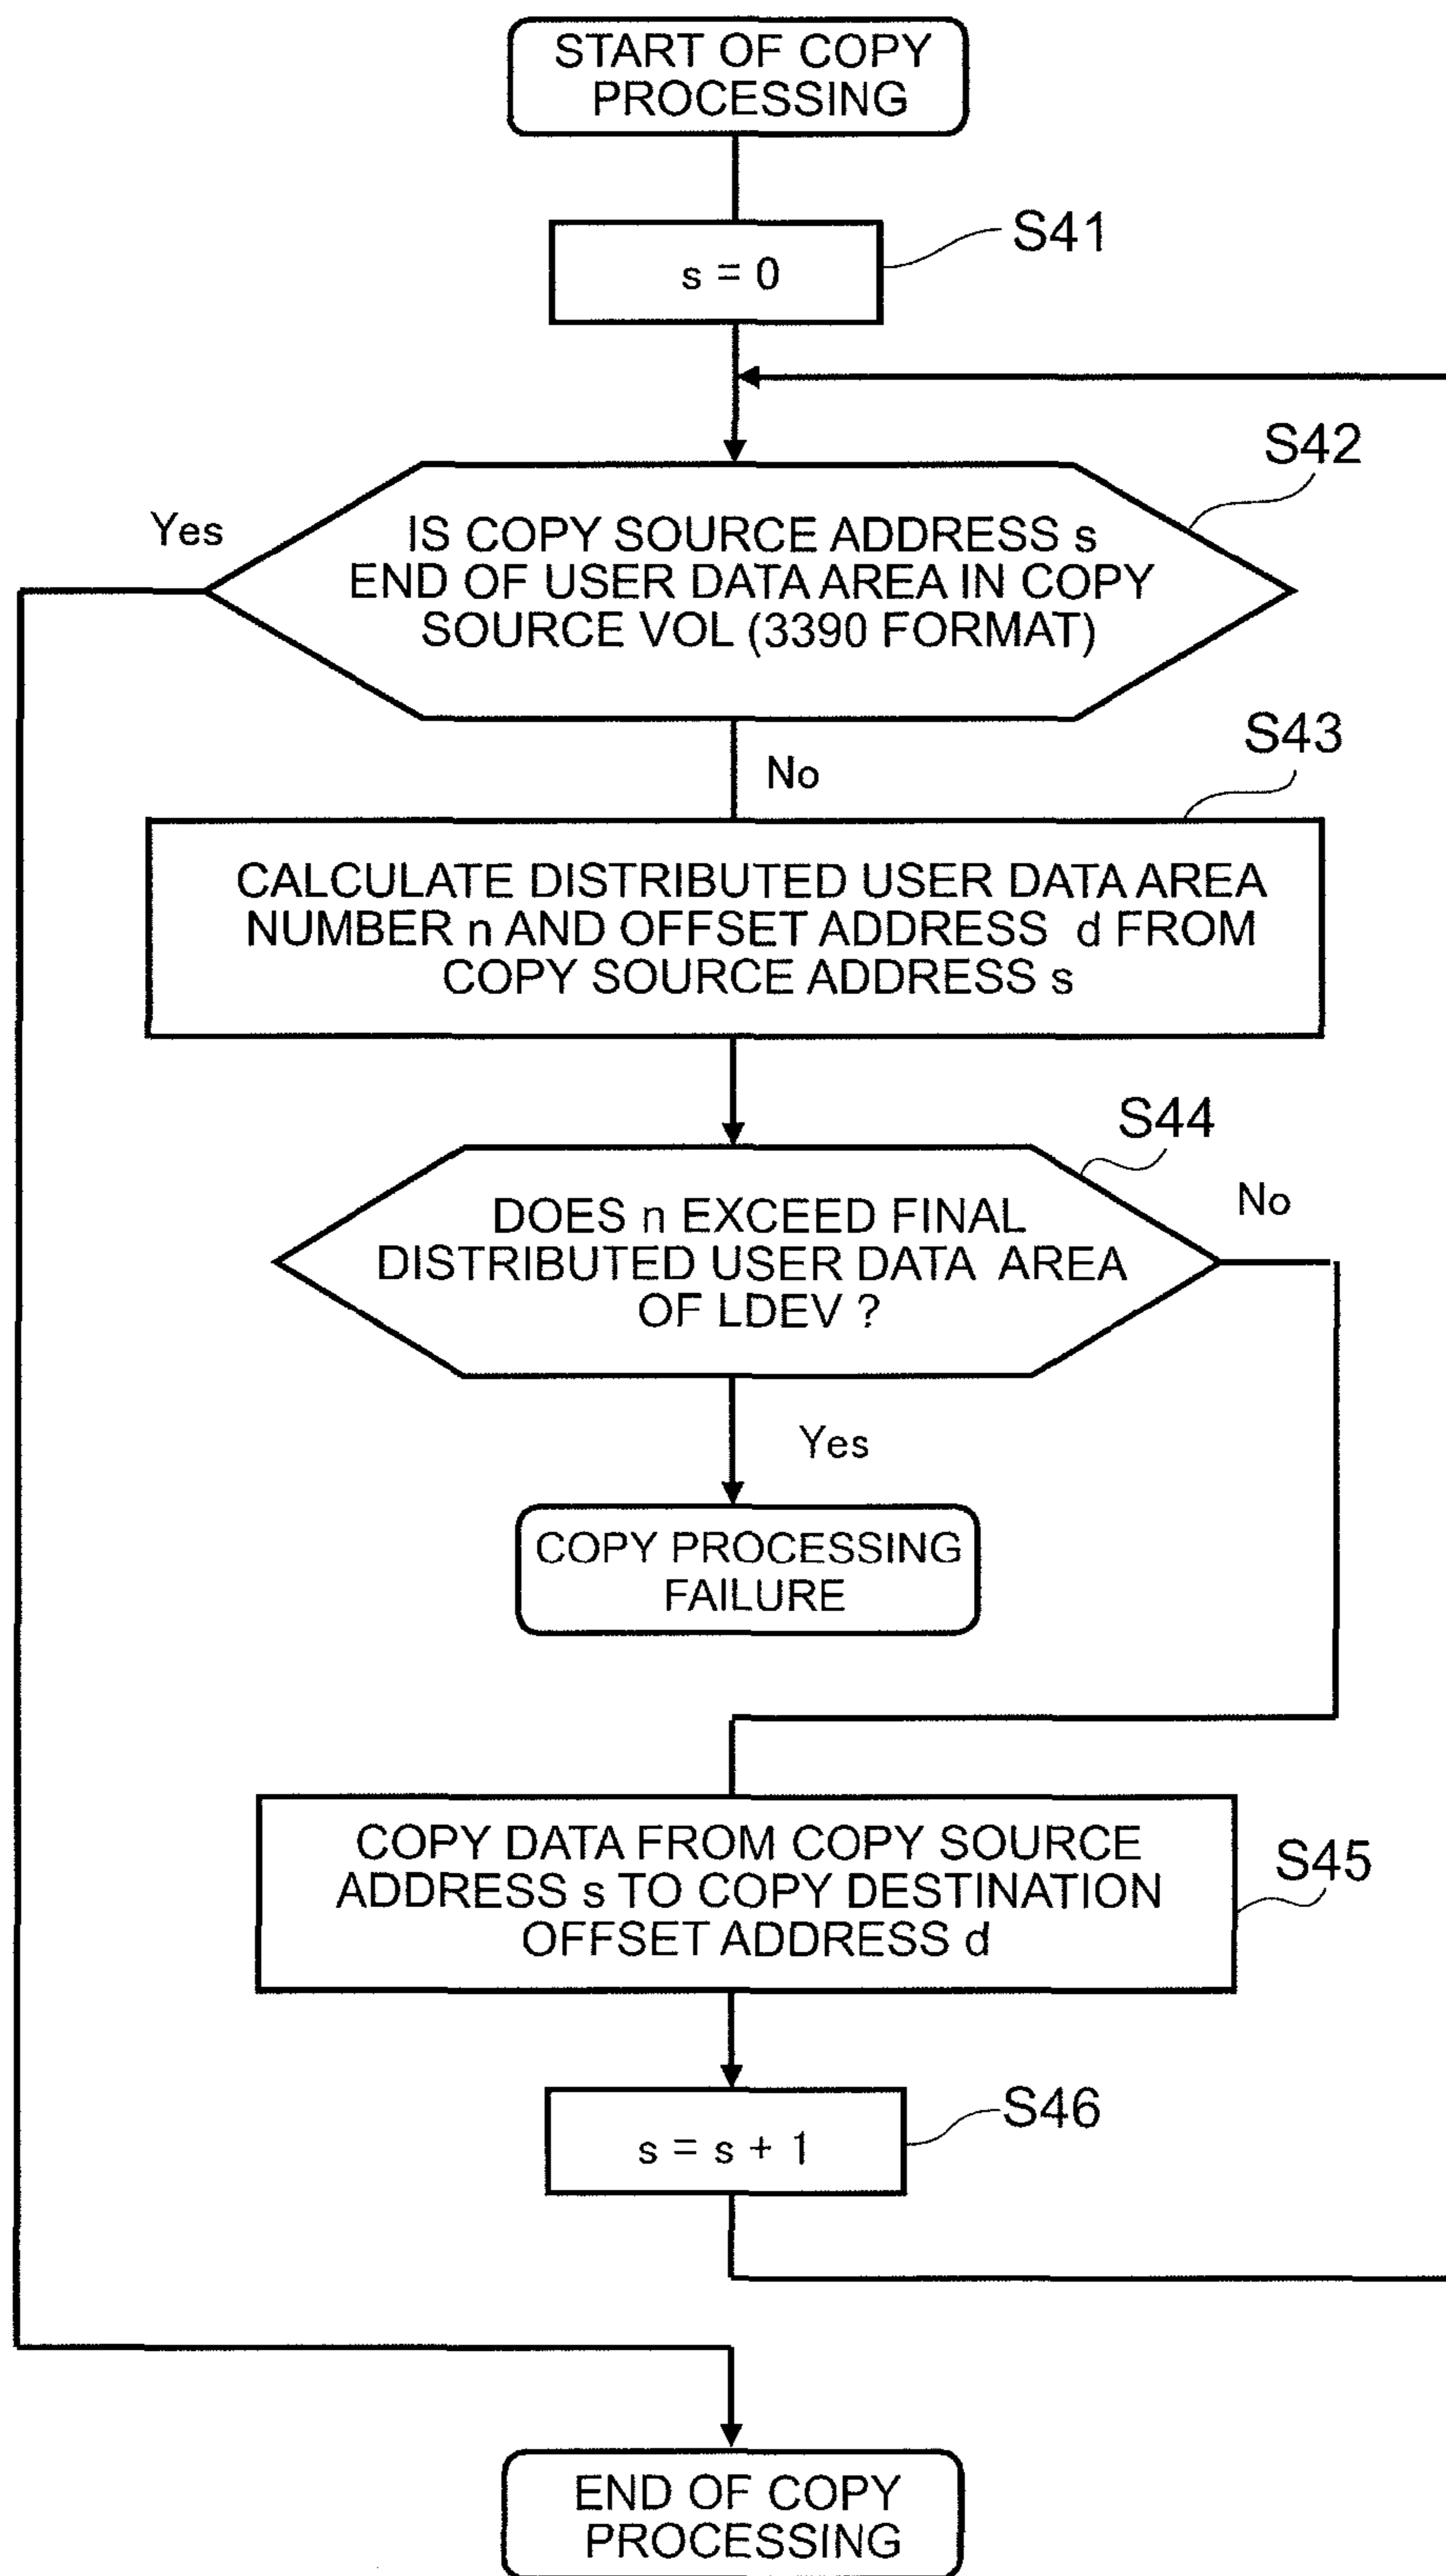 START OF COPY
PROCESSING
S41
s = 0
S42
Yes
IS COPY SOURCE ADDRESS s
END OF USER DATA AREA IN COPY
SOURCE VOL (3390 FORMAT)
No
S43
CALCULATE DISTRIBUTED USER DATA AREA
NUMBER n AND OFFSET ADDRESS d FROM
COPY SOURCE ADDRESS s
S44
No
DOES n EXCEED FINAL
DISTRIBUTED USER DATA AREA
OF LDEV ?
Yes
COPY PROCESSING
FAILURE
COPY DATA FROM COPY SOURCE
ADDRESS s TO COPY DESTINATION
OFFSET ADDRESS d
S45
S46
s = s + 1
END OF COPY
PROCESSING